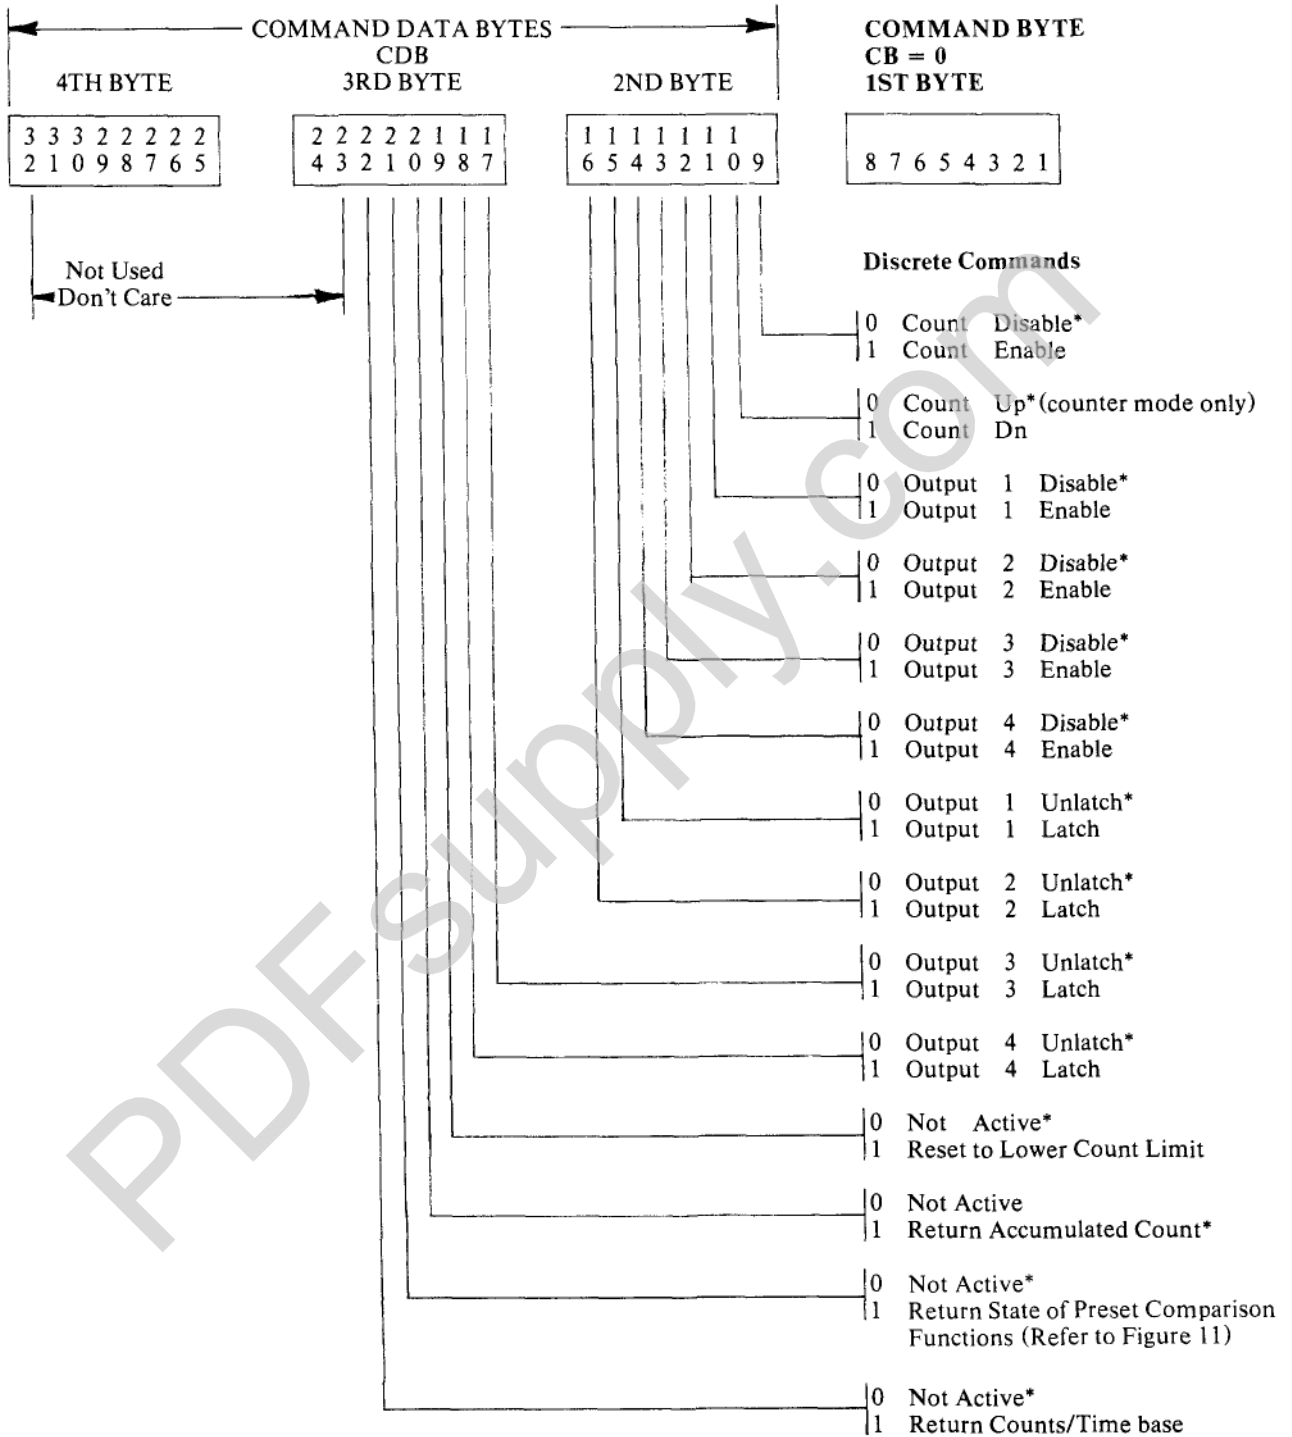 COMMAND DATA BYTES
CDB
COMMAND BYTE
CB = 0
1ST BYTE
4TH BYTE
3RD BYTE
2ND BYTE
3 3 3 2 2 2 2 2
2 1 0 9 8 7 6 5
2 2 2 2 2 1 1 1
4 3 2 1 0 9 8 7
1 1 1 1 1 1 1
6 5 4 3 2 1 0 9
8 7 6 5 4 3 2 1
Not Used
Don't Care
Discrete Commands
0 Count Disable*
1 Count Enable
0 Count Up* (counter mode only)
1 Count Dn
0 Output 1 Disable*
1 Output 1 Enable
0 Output 2 Disable*
1 Output 2 Enable
0 Output 3 Disable*
1 Output 3 Enable
0 Output 4 Disable*
1 Output 4 Enable
0 Output 1 Unlatch*
1 Output 1 Latch
0 Output 2 Unlatch*
1 Output 2 Latch
0 Output 3 Unlatch*
1 Output 3 Latch
0 Output 4 Unlatch*
1 Output 4 Latch
0 Not Active*
1 Reset to Lower Count Limit
0 Not Active
1 Return Accumulated Count*
0 Not Active*
1 Return State of Preset Comparison
Functions (Refer to Figure 11)
0 Not Active*
1 Return Counts/Time base
PDFsupply.com